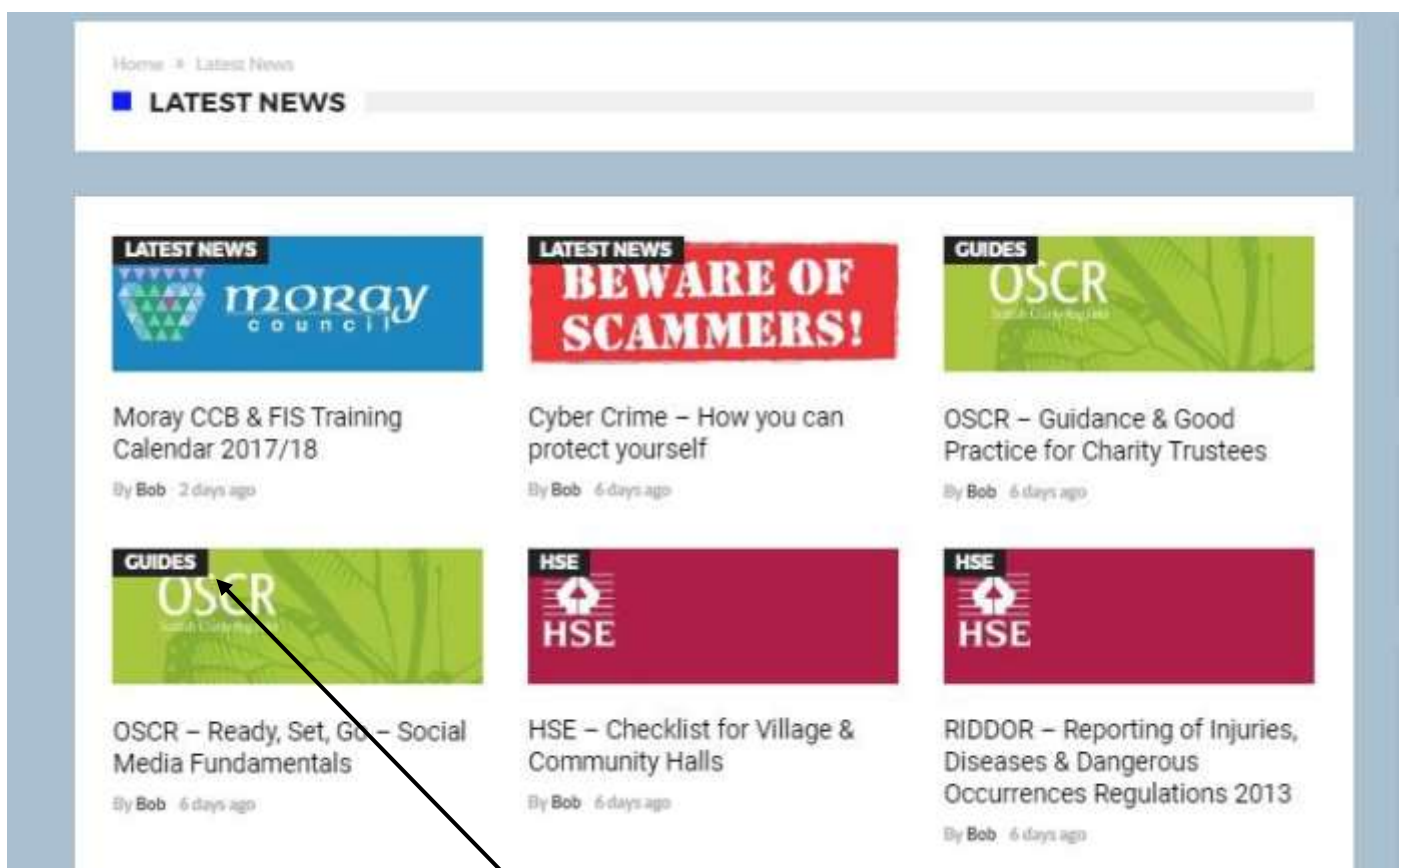 Home » Latest News
LATEST NEWS
LATEST NEWS
moray
council
Moray CCB & FIS Training
Calendar 2017/18
By Bob 2 days ago
LATEST NEWS
BEWARE OF
SCAMMERS!
Cyber Crime – How you can
protect yourself
By Bob 6 days ago
GUIDES
OSCR
Scottish Charity Regulator
OSCR – Guidance & Good
Practice for Charity Trustees
By Bob 6 days ago
GUIDES
OSCR
OSCR – Ready, Set, Go – Social
Media Fundamentals
By Bob 6 days ago
HSE
HSE
HSE – Checklist for Village &
Community Halls
By Bob 6 days ago
HSE
HSE
RIDDOR – Reporting of Injuries,
Diseases & Dangerous
Occurrences Regulations 2013
By Bob 6 days ago